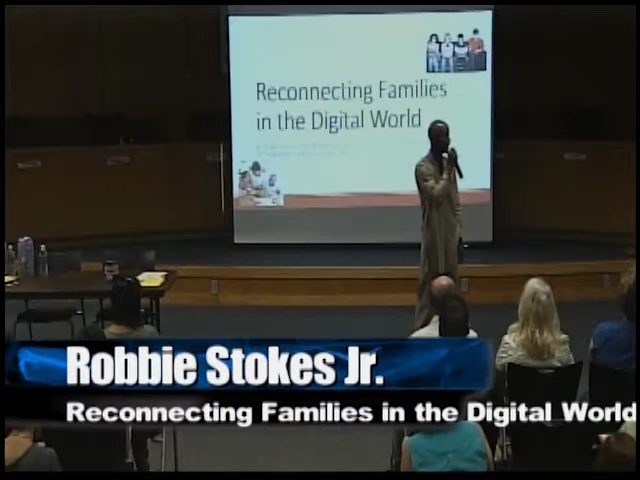 Reconnecting Families
in the Digital World
Robbie Stokes Jr.
Reconnecting Families in the Digital World